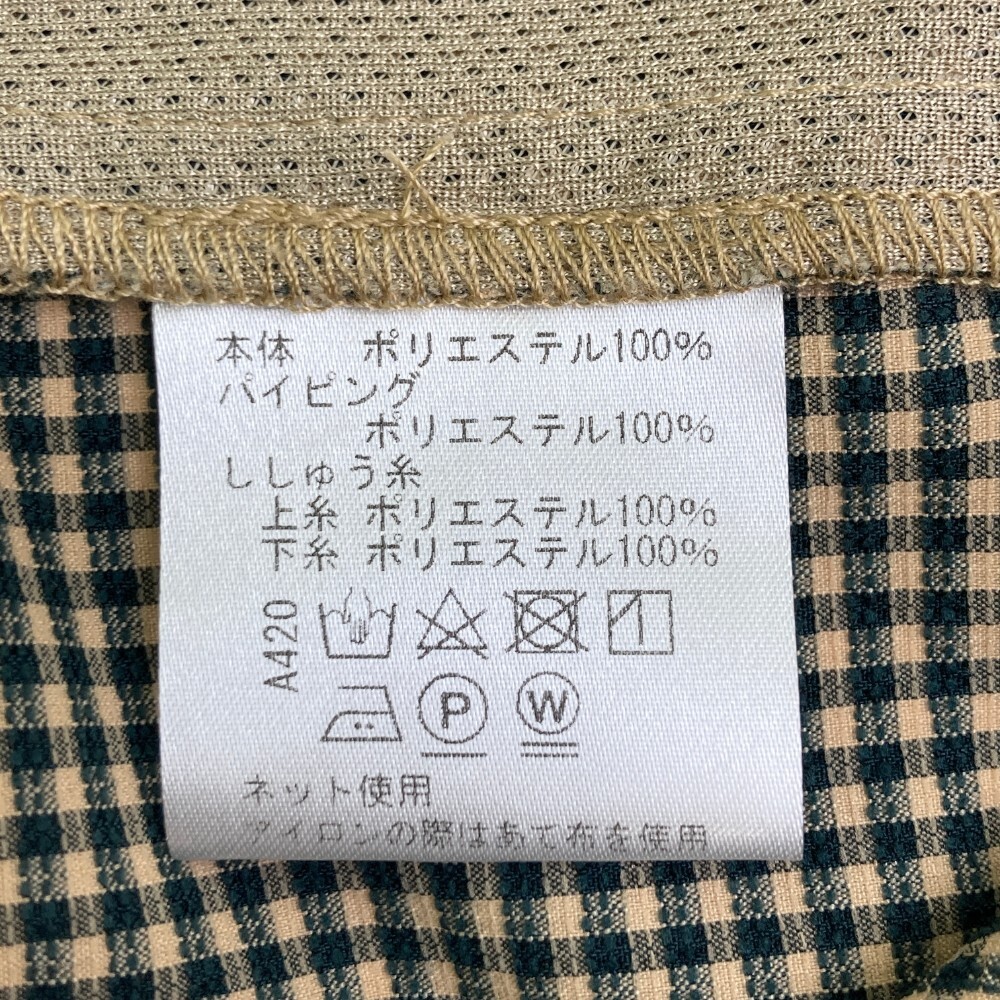 本体 ポリエステル100%
パイピング
ポリエステル100%
ししゅう糸
上糸 ポリエステル100%
下糸 ポリエステル100%
A420
P W
ネット使用
アイロンの際はあて布を使用